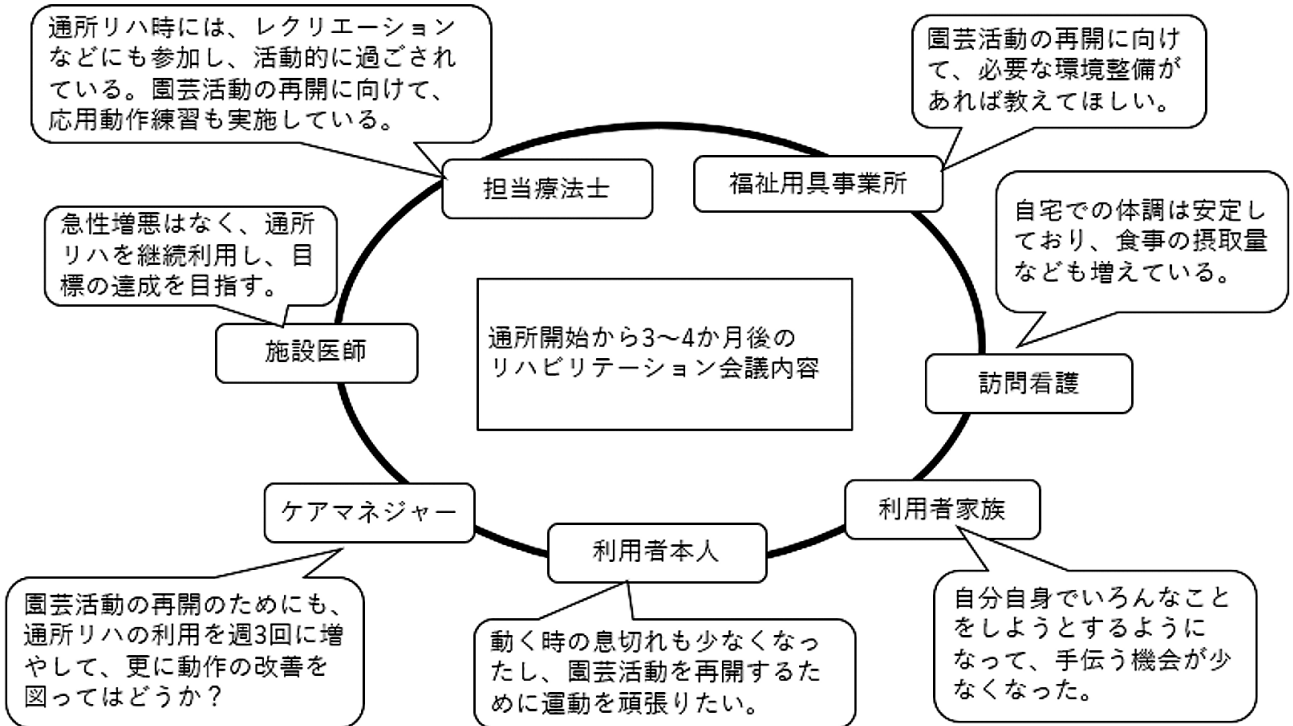 通所リハ時には、レクリエーション
などにも参加し、活動的に過ごされ
ている。園芸活動の再開に向けて、
応用動作練習も実施している。
担当療法士
園芸活動の再開に向け
て、必要な環境整備が
あれば教えてほしい。
福祉用具事業所
急性増悪はなく、通所
リハを継続利用し、目
標の達成を目指す。
施設医師
自宅での体調は安定し
ており、食事の摂取量
なども増えている。
訪問看護
通所開始から3～4か月後の
リハビリテーション会議内容
ケアマネジャー
園芸活動の再開のためにも、
通所リハの利用を週3回に増
やして、更に動作の改善を
図ってはどうか？
利用者本人
動く時の息切れも少なくなっ
たし、園芸活動を再開するた
めに運動を頑張りたい。
利用者家族
自分自身でいろんなこと
をしようとするように
なって、手伝う機会が少
なくなった。